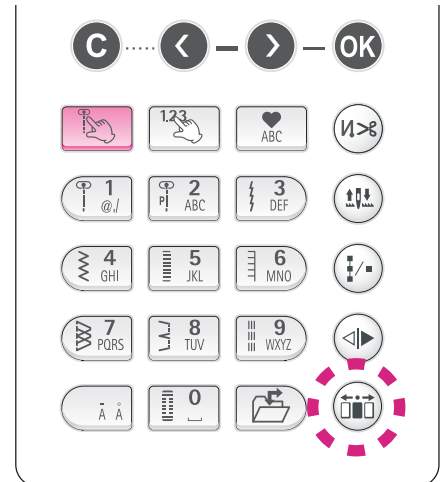 C OK
1.2.3 ABC
1 @./ P 2 ABC 3 DEF
4 GHI 5 JKL 6 MNO
7 PQRS 8 TUV 9 WXYZ
Ā Å 0